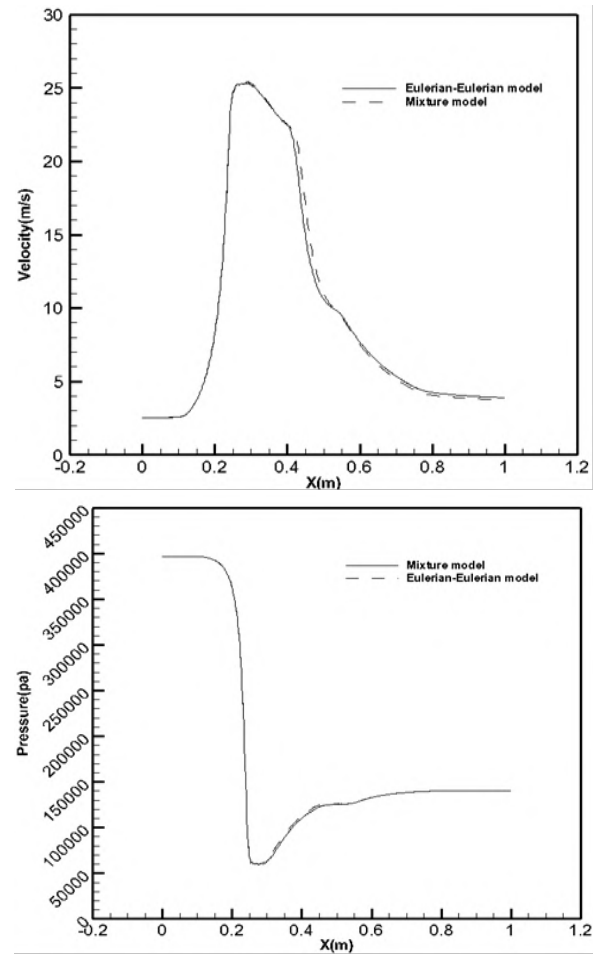 30
25
20
15
10
5
0
Velocity(m/s)
Eulerian-Eulerian model
Mixture model
-0.2 0 0.2 0.4 0.6 0.8 1 1.2
X(m)
450000
400000
350000
300000
250000
200000
150000
100000
50000
0
Pressure(pa)
Mixture model
Eulerian-Eulerian model
-0.2 0 0.2 0.4 0.6 0.8 1 1.2
X(m)